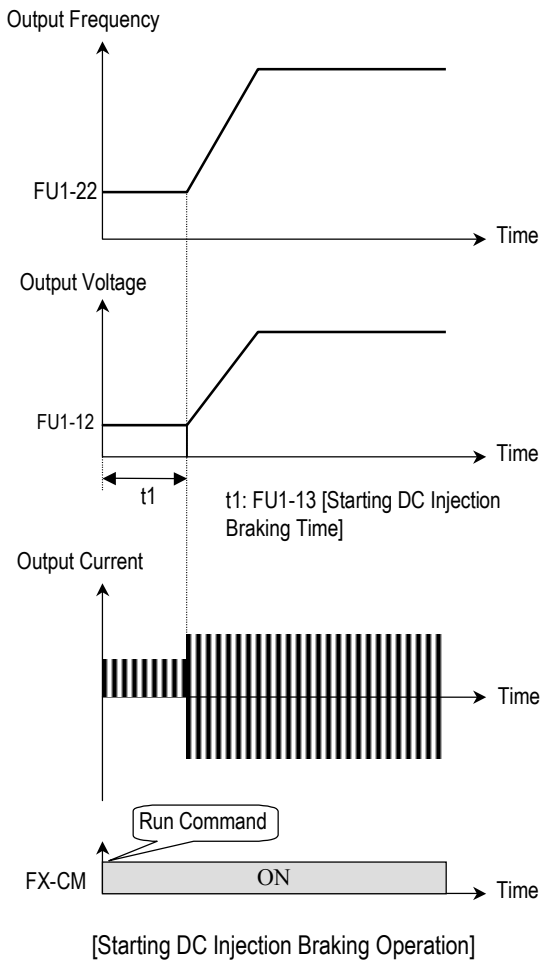 Output Frequency
FU1-22
Time
Output Voltage
FU1-12
Time
t1
t1: FU1-13 [Starting DC Injection
Braking Time]
Output Current
Time
Run Command
FX-CM
ON
Time
[Starting DC Injection Braking Operation]